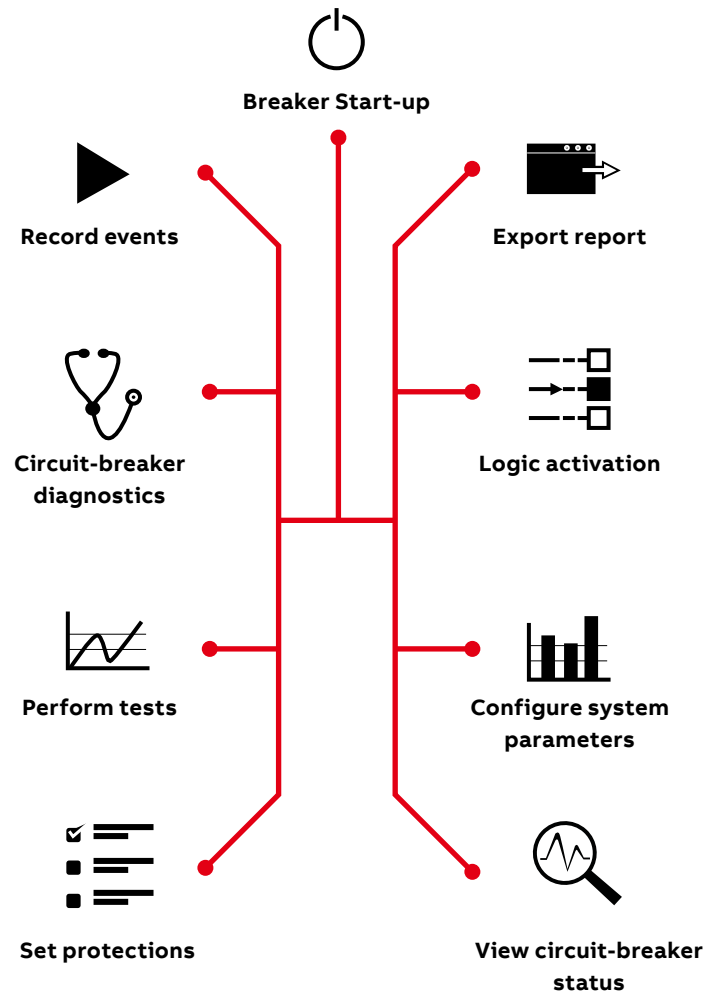 Breaker Start-up
Record events
Export report
Circuit-breaker
diagnostics
Logic activation
Perform tests
Configure system
parameters
Set protections
View circuit-breaker
status